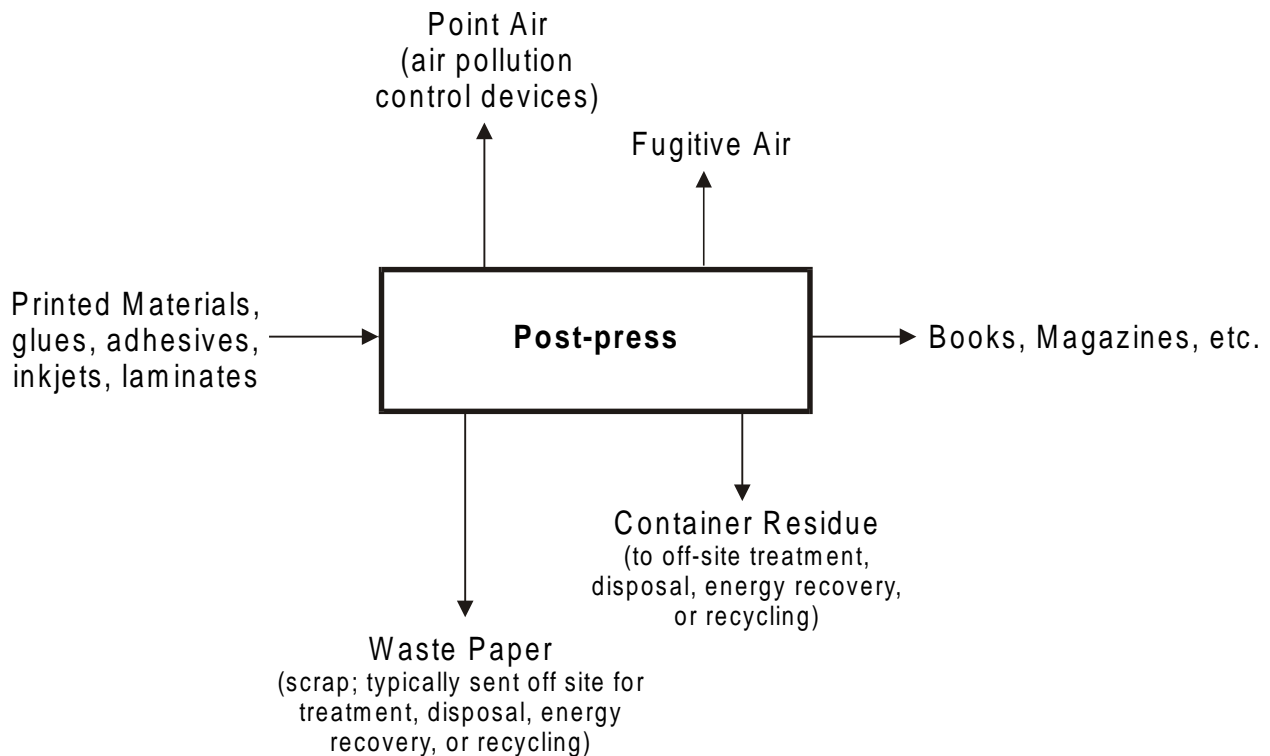 Point Air
(air pollution
control devices)
Fugitive Air
Printed Materials,
glues, adhesives,
inkjets, laminates
Post-press
Books, Magazines, etc.
Container Residue
(to off-site treatment,
disposal, energy recovery,
or recycling)
Waste Paper
(scrap; typically sent off site for
treatment, disposal, energy
recovery, or recycling)